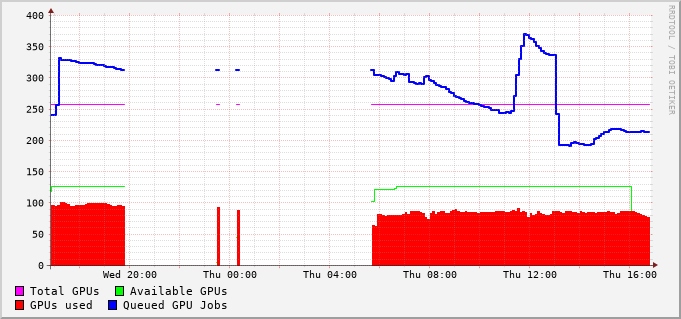 400
350
300
250
200
150
100
50
0
Wed 20:00 Thu 00:00 Thu 04:00 Thu 08:00 Thu 12:00 Thu 16:00
Total GPUs Available GPUs
GPUs used Queued GPU Jobs
RRDTOOL / TOBI OETIKER